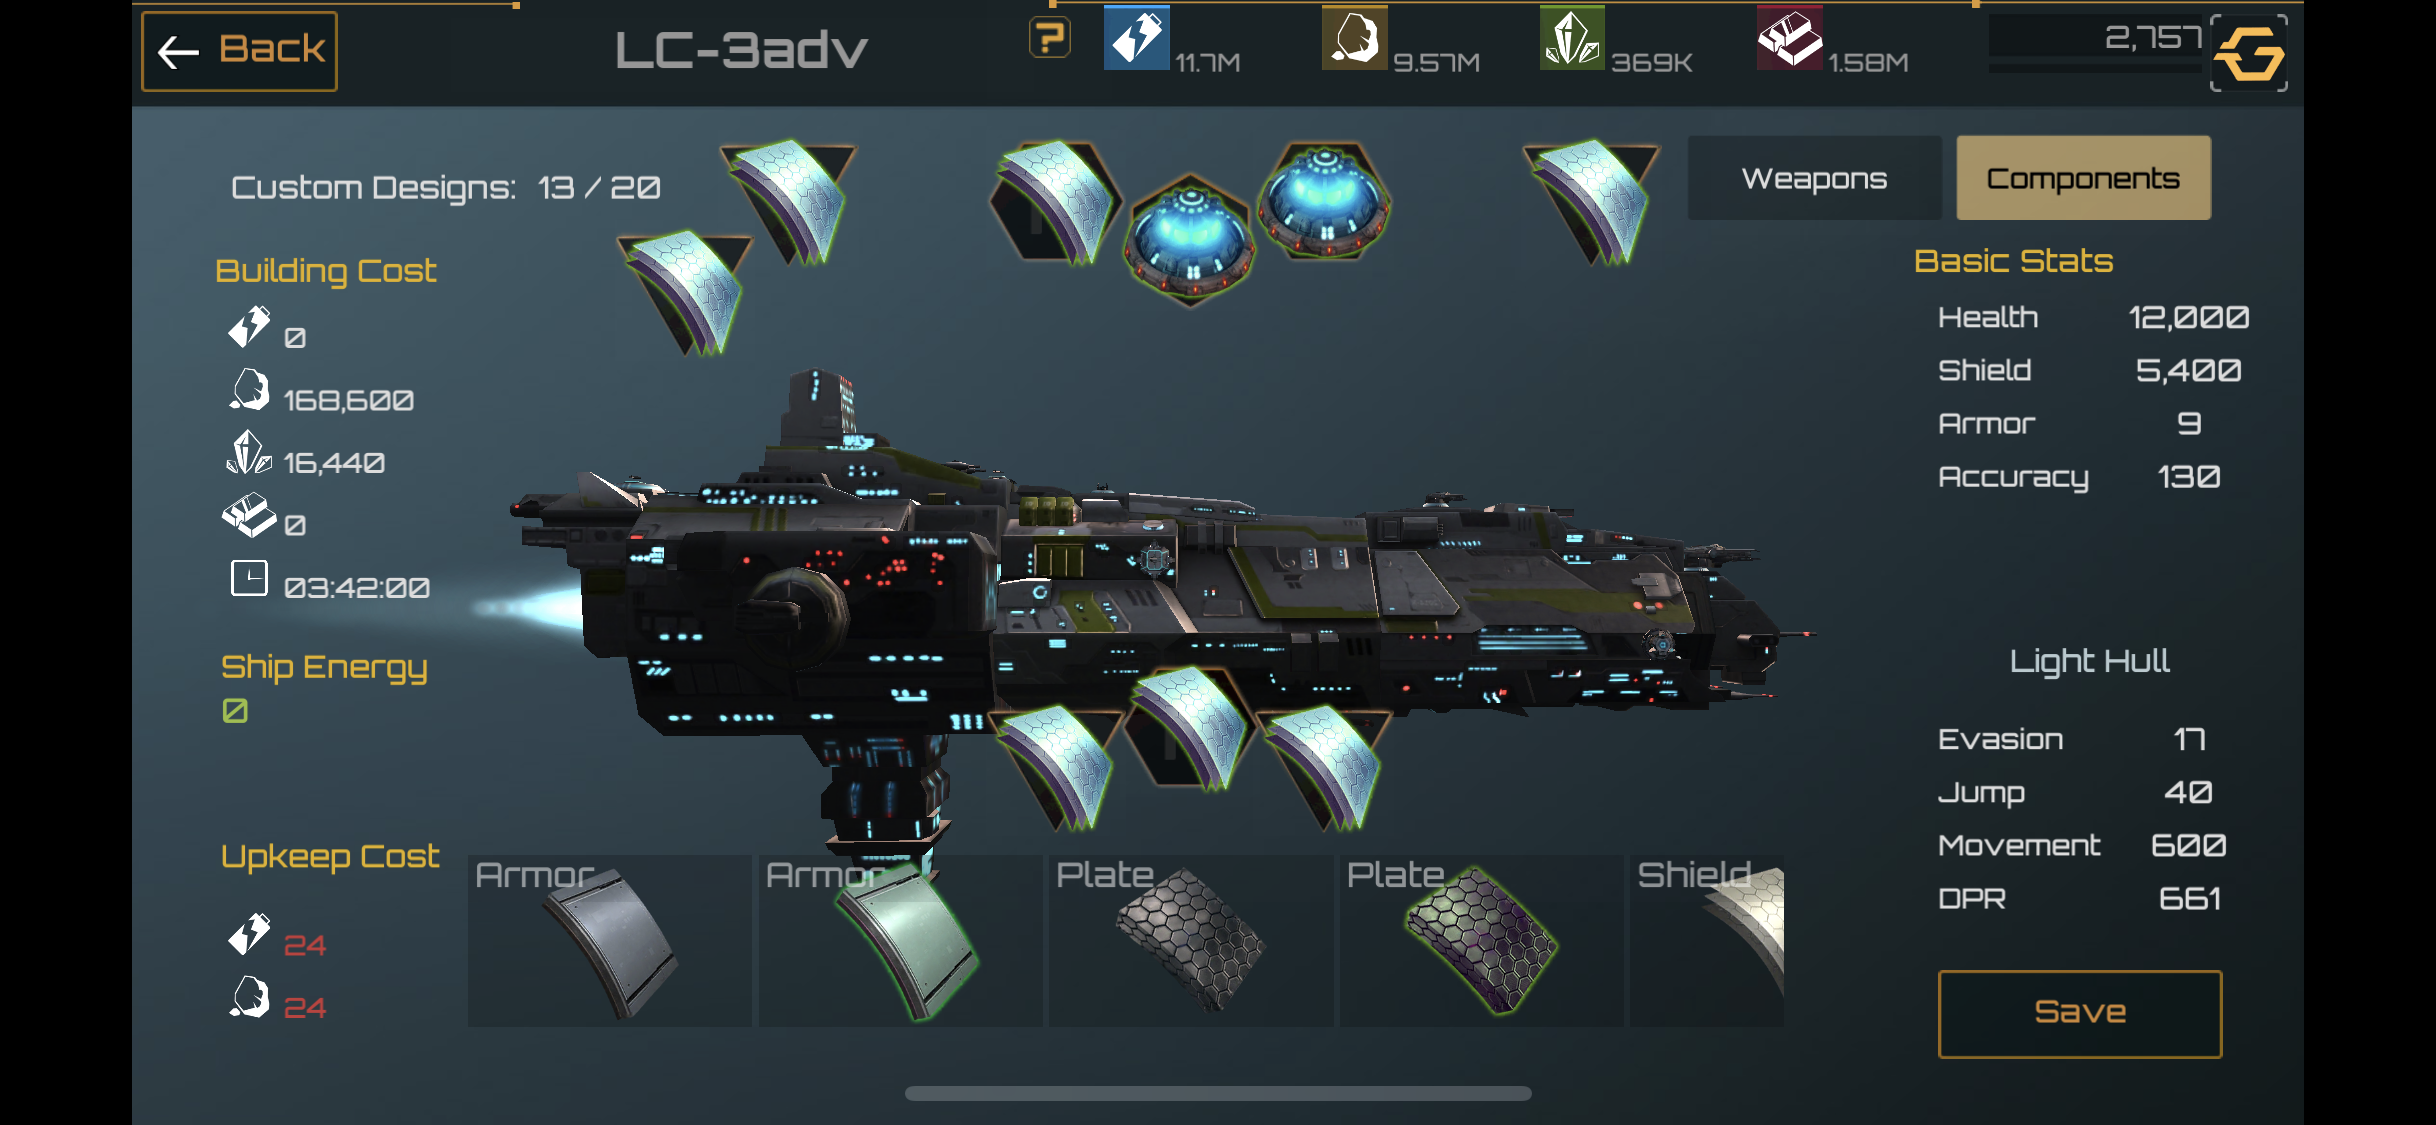 Back
LC-3adv
?
11.7M
9.57M
369K
1.58M
2,757
Custom Designs: 13 / 20
Weapons
Components
Building Cost
0
168,600
16,440
0
03:42:00
Ship Energy
0
Upkeep Cost
24
24
Basic Stats
Health 12,000
Shield 5,400
Armor 9
Accuracy 130
Light Hull
Evasion 17
Jump 40
Movement 600
DPR 661
Armor
Armor
Plate
Plate
Shield
Save